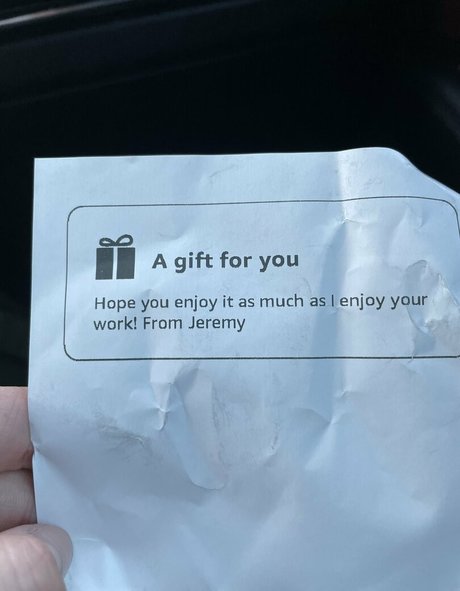 A gift for you
Hope you enjoy it as much as I enjoy your
work! From Jeremy